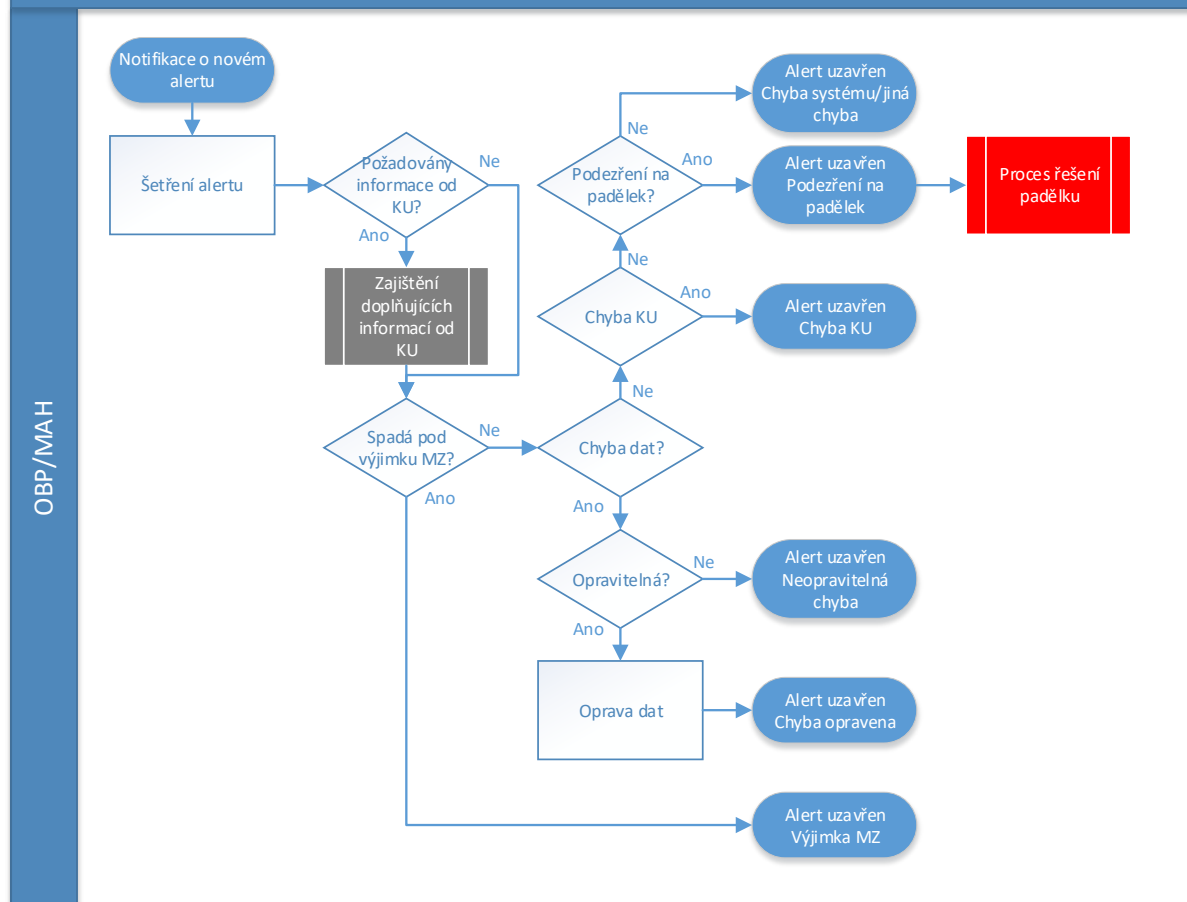 OBP/MAH
Notifikace o novém
alertu
Šetření alertu
Požadovány
informace od
KU?
Ne
Ano
Zajištění
doplňujících
informací od
KU
Spadá pod
výjimku MZ?
Ne
Ano
Chyba dat?
Ne
Ano
Chyba KU
Ne
Ano
Podezření na
padělek?
Ne
Ano
Alert uzavřen
Chyba systému/jiná
chyba
Alert uzavřen
Podezření na
padělek
Proces řešení
padělku
Alert uzavřen
Chyba KU
Opravitelná?
Ne
Ano
Alert uzavřen
Neopravitelná
chyba
Oprava dat
Alert uzavřen
Chyba opravena
Alert uzavřen
Výjimka MZ